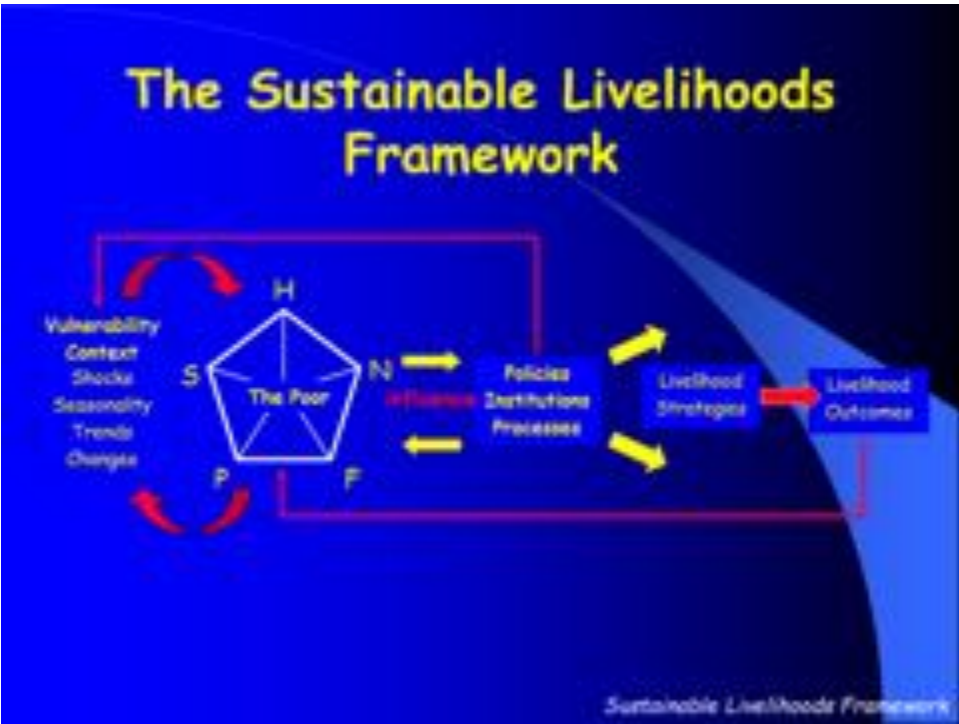 The Sustainable Livelihoods
Framework
H
Vulnerability
Context
Shocks
Seasonality
Trends
Changes
S
The Poor
N
P
F
Influence
Policies
Institutions
Processes
Livelihood
Strategies
Livelihood
Outcomes
Sustainable Livelihoods Framework